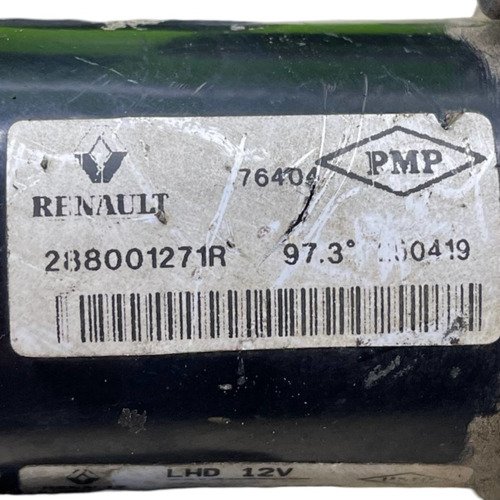 76404 PMP
RENAULT
288001271R 97.3°
LHD 12V